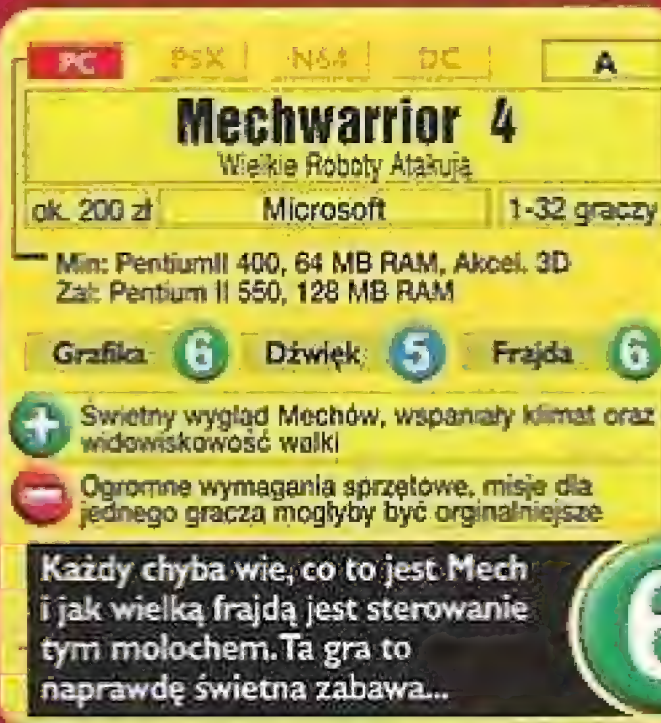 PC PSX N64 DC A
Mechwarrior 4
Wielkie Roboty Atakują
ok. 200 zł Microsoft 1-32 graczy
Min: PentiumII 400, 64 MB RAM, Akcel. 3D
Zal: Pentium II 550, 128 MB RAM
Grafika 6 Dźwięk 5 Frajda 6
+ Świetny wygląd Mechów, wspaniały klimat oraz
widowiskowość walki
- Ogromne wymagania sprzętowe, misje dla
jednego gracza mogłyby być orginalniejsze
Każdy chyba wie, co to jest Mech
i jak wielką frajdą jest sterowanie
tym molochem. Ta gra to
naprawdę świetna zabawa...
6